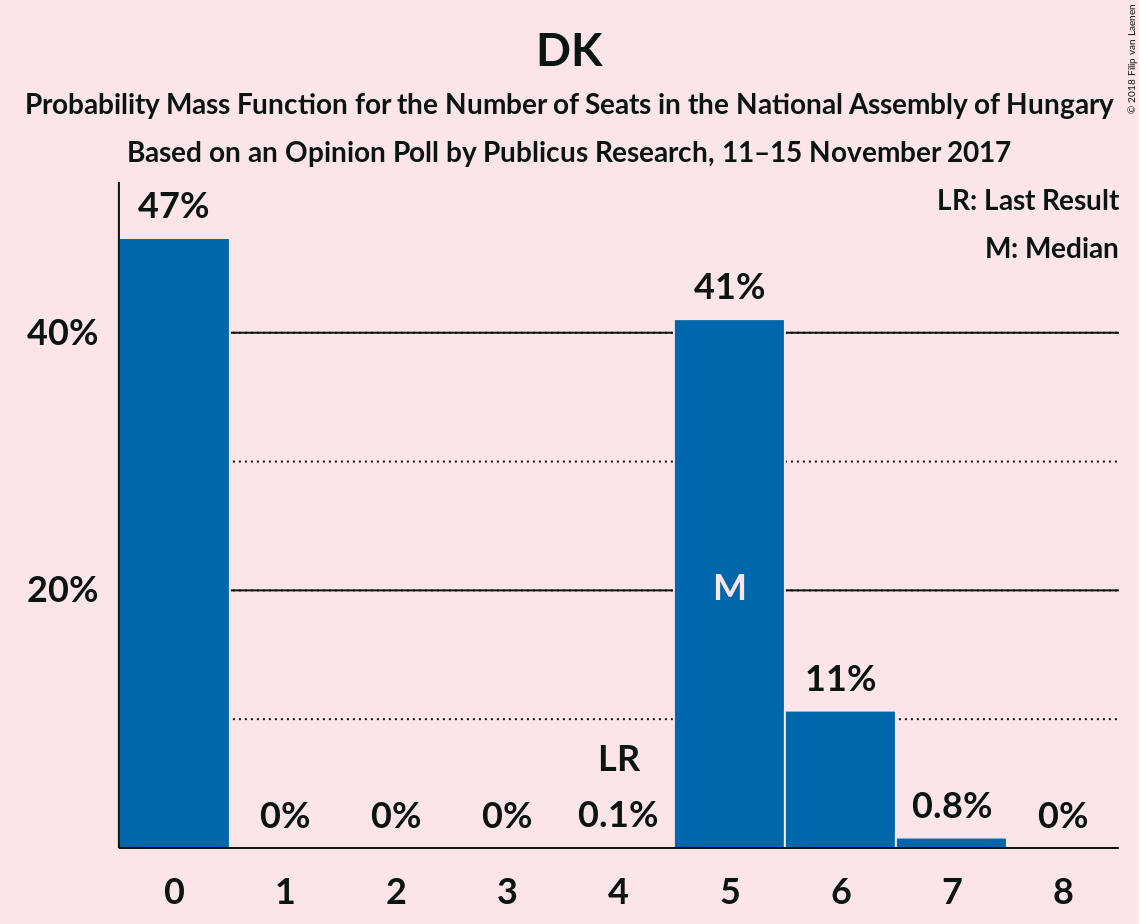 DK
Probability Mass Function for the Number of Seats in the National Assembly of Hungary
Based on an Opinion Poll by Publicus Research, 11–15 November 2017
© 2018 Filip van Laenen
LR: Last Result
M: Median
47%
41%
40%
20%
M
11%
LR
0%
0%
0%
0.1%
0.8%
0%
0 1 2 3 4 5 6 7 8